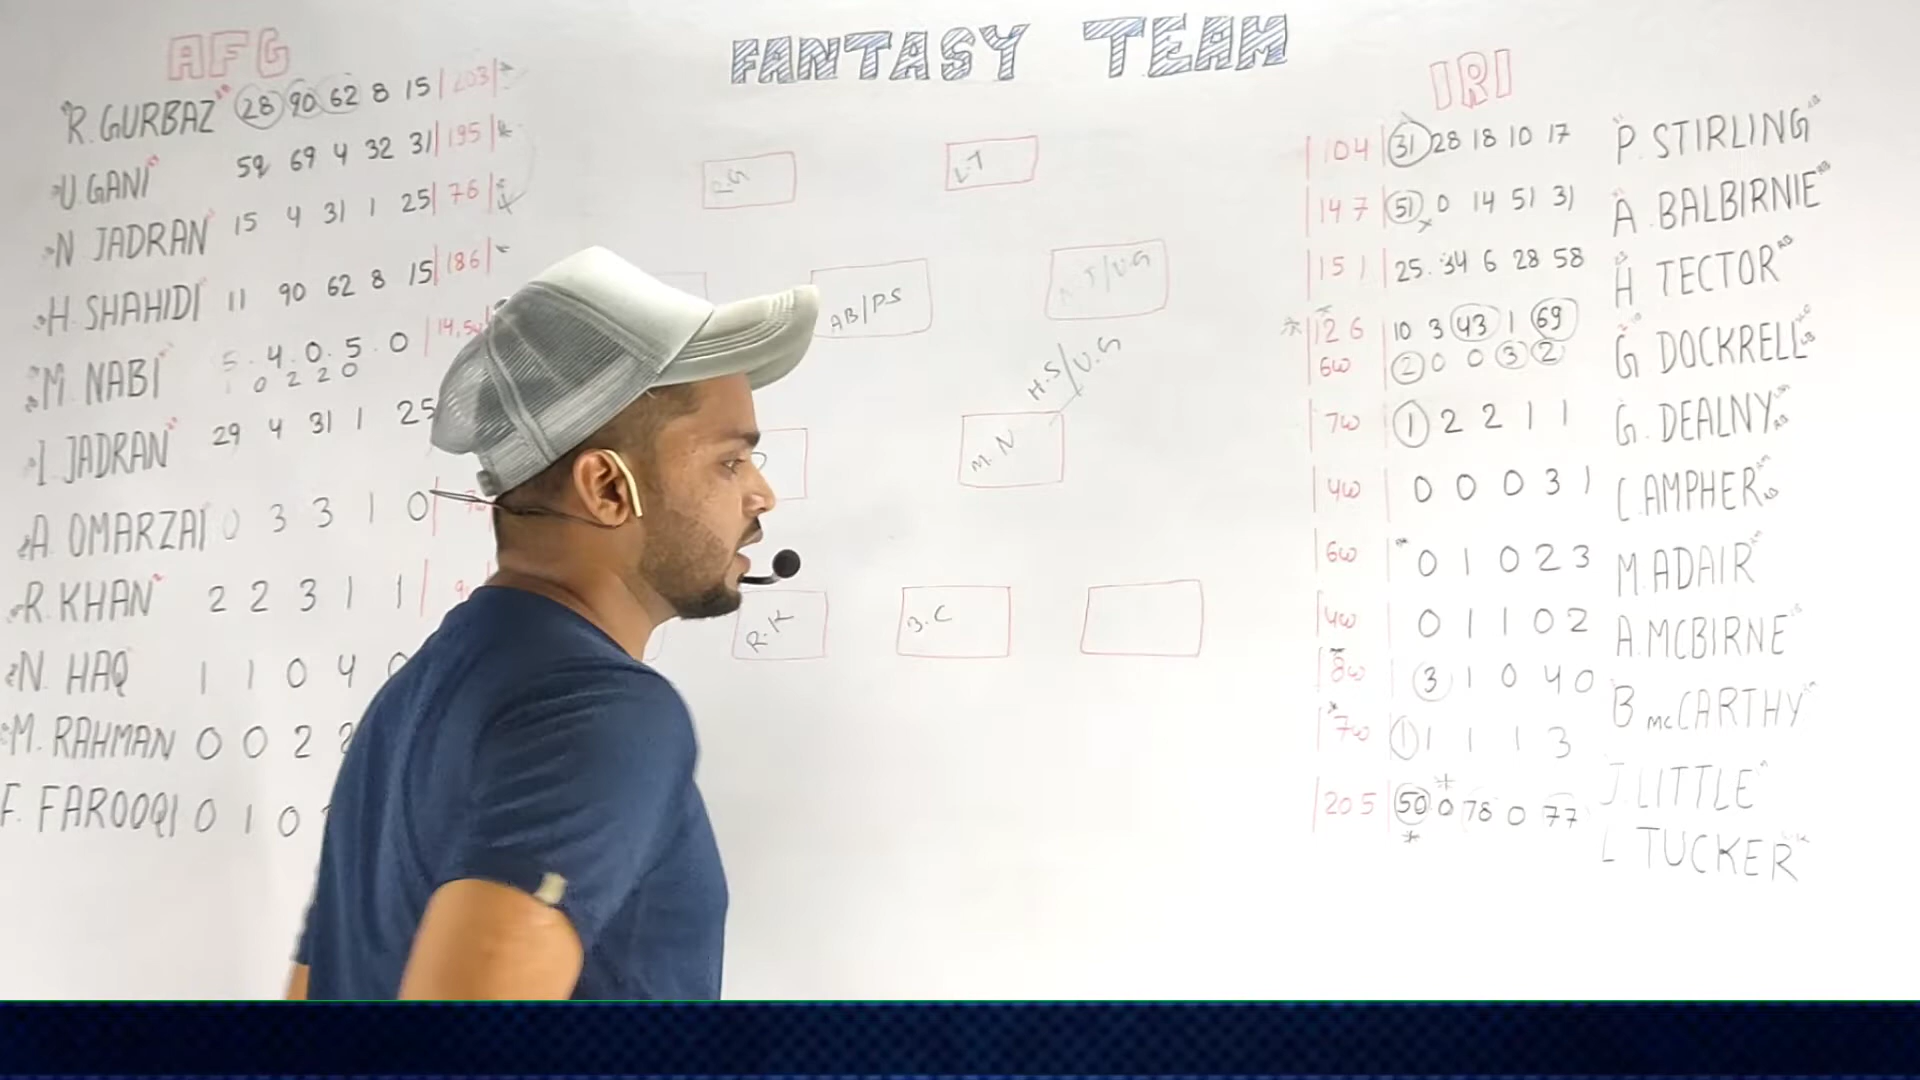 FANTASY TEAM
AFG
R. GURBAZ 28 90 62 8 15 | 203 | *
U. GANI 59 69 4 32 31 | 195 | *
N JADRAN 15 4 31 1 25 | 76 |
H. SHAHIDI 11 90 62 8 15 | 186 |
M. NABI 5. 4. 0. 5. 0 |
0 2 2 0
I. JADRAN 29 4 31 1 25
A. OMARZAI 0 3 3 1 0 |
R. KHAN 2 2 3 1 1 |
N. HAQ 1 1 0 4
M. RAHMAN 0 0 2 2
F. FAROOQI 0 1 0
R.G
L.T
AB/PS
H.S/U.G
M.N
R.K
B.C
IRI
| 104 | 31 28 18 10 17 P. STIRLING
| 147 | 51 0 14 51 31 A. BALBIRNIE
| 151 | 25. 34 6 28 58 H TECTOR
* | 126 | 10 3 43 1 69 G DOCKRELL
6w 2 0 0 3 2
| 7w | 1 2 2 1 1 G. DEALNY
| 4w | 0 0 0 3 1 C. AMPHER
| 6w | 0 1 0 2 3 M. ADAIR
| 4w | 0 1 1 0 2 A. MCBIRNE
| 8w | 3 1 0 4 0 B McCARTHY
| 7w | 1 1 1 1 3 J. LITTLE
| 205 | 50 0 78 0 77 L TUCKER